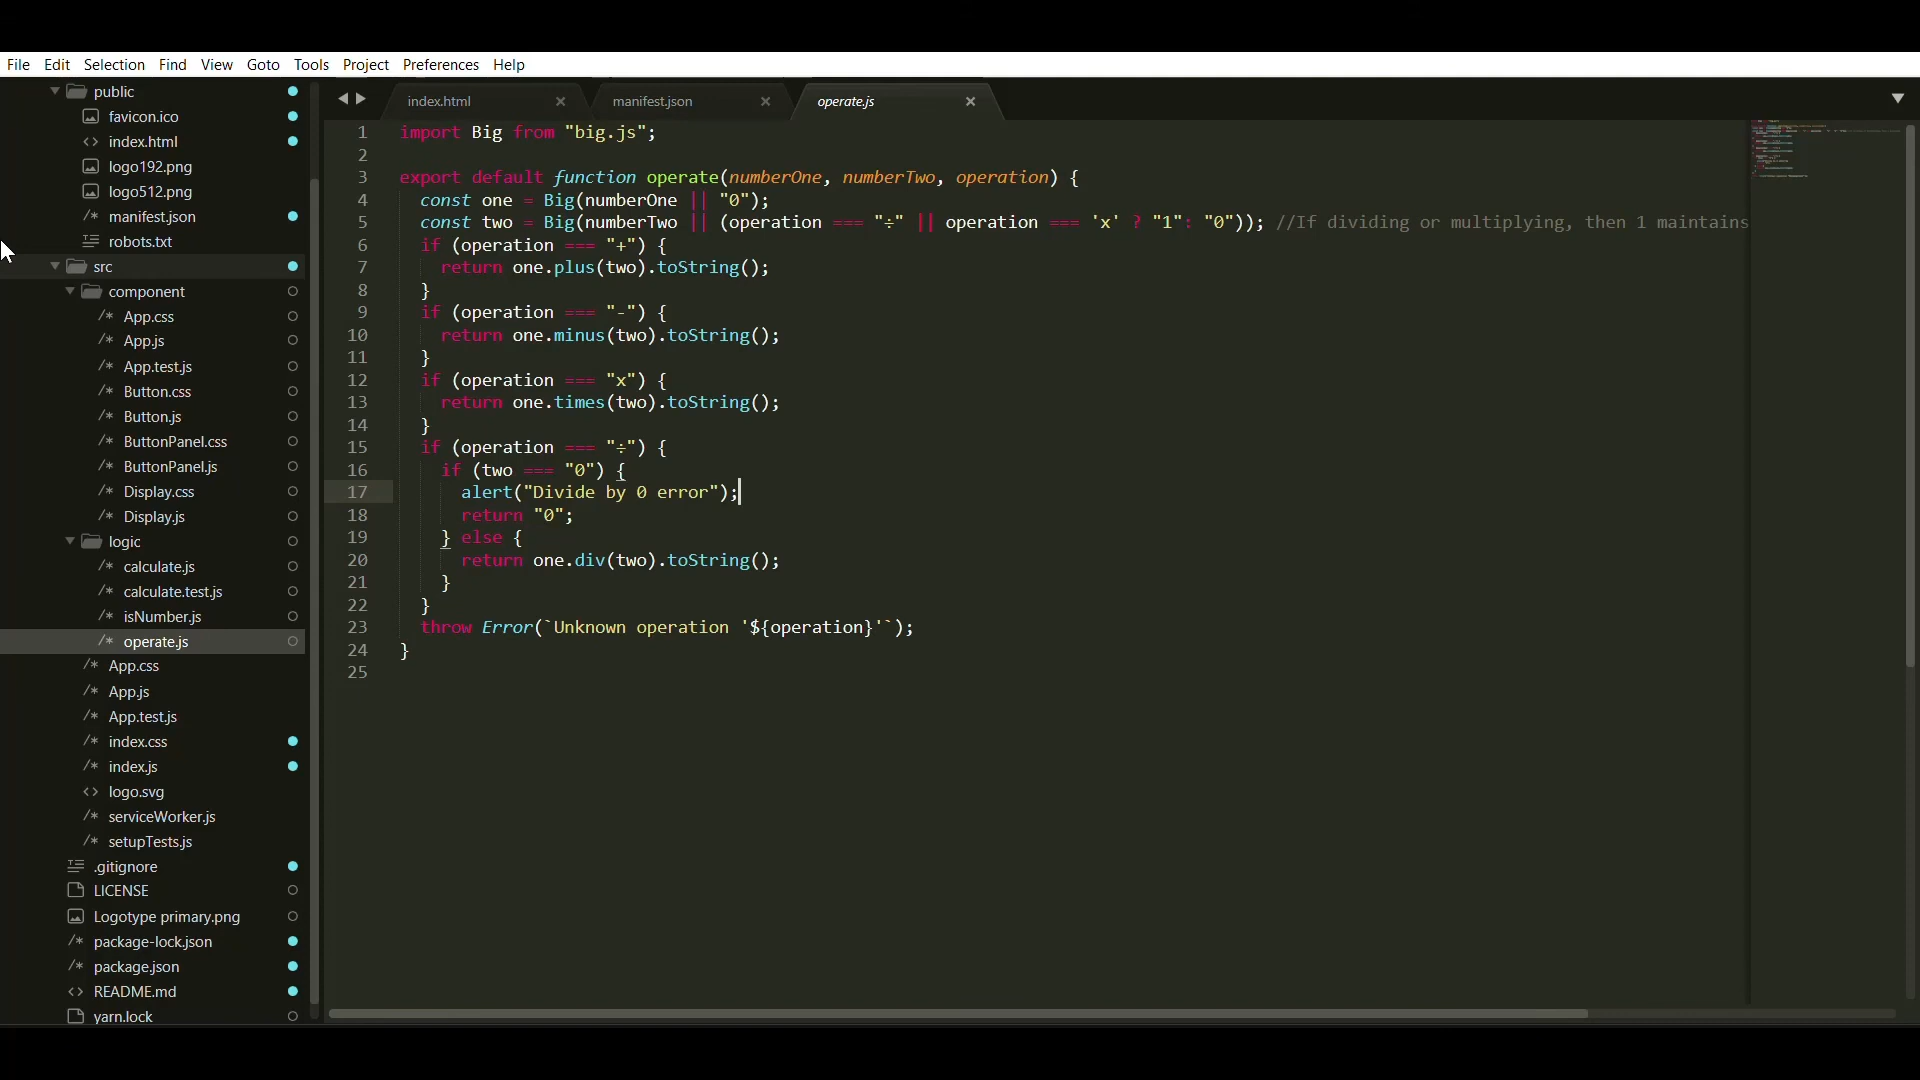 File Edit Selection Find View Goto Tools Project Preferences Help
public
favicon.ico
index.html
logo192.png
logo512.png
manifest.json
robots.txt
src
component
App.css
App.js
App.test.js
Button.css
Button.js
ButtonPanel.css
ButtonPanel.js
Display.css
Display.js
logic
calculate.js
calculate.test.js
isNumber.js
operate.js
App.css
App.js
App.test.js
index.css
index.js
logo.svg
serviceWorker.js
setupTests.js
.gitignore
LICENSE
Logotype primary.png
package-lock.json
package.json
README.md
yarn.lock
index.html manifest.json operate.js
1 import Big from "big.js";
2
3 export default function operate(numberOne, numberTwo, operation) {
4 const one = Big(numberOne || "0");
5 const two = Big(numberTwo || (operation === "÷" || operation === 'x' ? "1": "0")); //If dividing or multiplying, then 1 maintains
6 if (operation === "+") {
7 return one.plus(two).toString();
8 }
9 if (operation === "-") {
10 return one.minus(two).toString();
11 }
12 if (operation === "x") {
13 return one.times(two).toString();
14 }
15 if (operation === "÷") {
16 if (two === "0") {
17 alert("Divide by 0 error");
18 return "0";
19 } else {
20 return one.div(two).toString();
21 }
22 }
23 throw Error(`Unknown operation '${operation}'`);
24 }
25